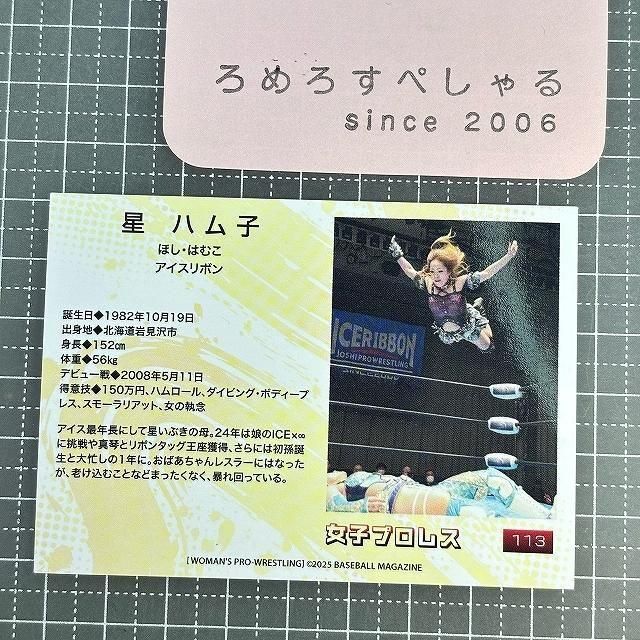 ろめろすぺしゃる
since 2006
星 ハム子
ほし・はむこ
アイスリボン
誕生日◆1982年10月19日
出身地◆北海道岩見沢市
身長◆152㎝
体重◆56㎏
デビュー戦◆2008年5月11日
得意技◆150万円、ハムロール、ダイビング・ボディープ
レス、スモーラリアット、女の執念
アイス最年長にして星いぶきの母。24年は娘のICE×∞
に挑戦や真琴とリボンタッグ王座獲得、さらには初孫誕
生と大忙しの1年に。おばあちゃんレスラーにはなった
が、老け込むことなどまったくなく、暴れ回っている。
ICERIBBON
JOSHI PROWRESTLING
SINCE2006
女子プロレス
113
[WOMAN'S PRO-WRESTLING] ©2025 BASEBALL MAGAZINE